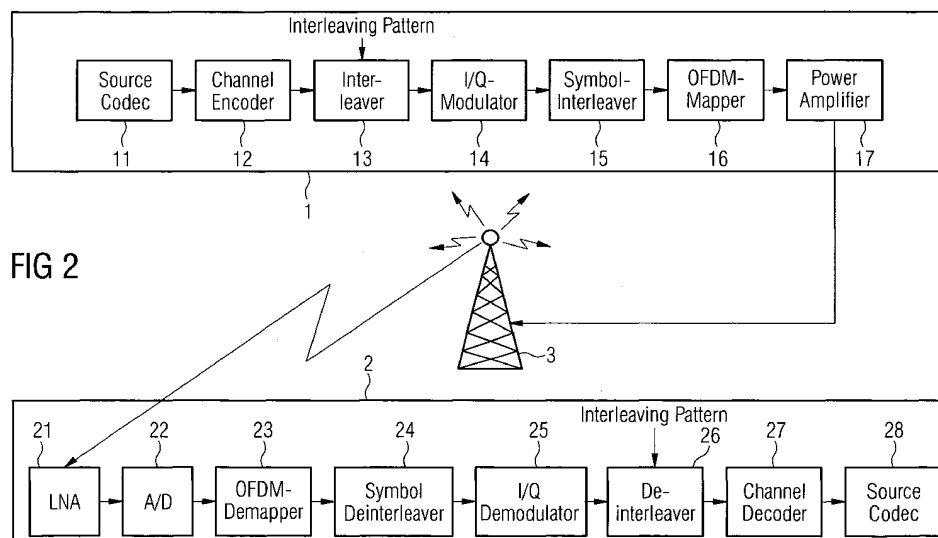 Interleaving Pattern
Source
Codec
Channel
Encoder
Inter-
leaver
I/Q-
Modulator
Symbol-
Interleaver
OFDM-
Mapper
Power
Amplifier
11
12
13
14
15
16
17
1
FIG 2
3
2
Interleaving Pattern
21
22
23
24
25
26
27
28
LNA
A/D
OFDM-
Demapper
Symbol
Deinterleaver
I/Q
Demodulator
De-
interleaver
Channel
Decoder
Source
Codec